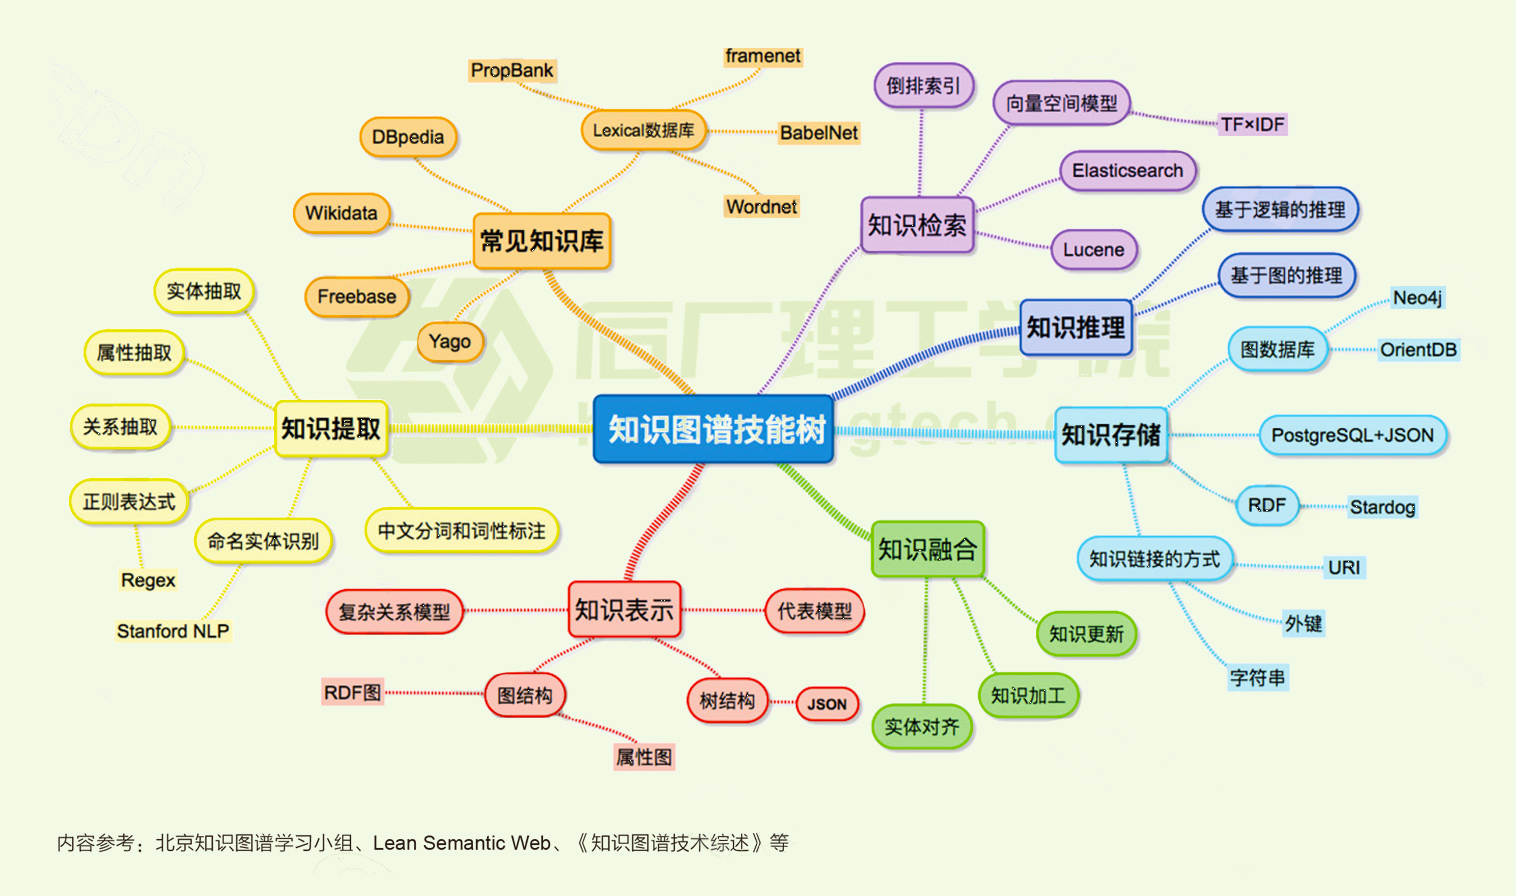 知识图谱技能树
常见知识库
Lexical数据库
PropBank
framenet
BabelNet
Wordnet
DBpedia
Wikidata
Freebase
Yago
知识检索
倒排索引
向量空间模型
TF×IDF
Elasticsearch
Lucene
知识推理
基于逻辑的推理
基于图的推理
知识存储
图数据库
Neo4j
OrientDB
PostgreSQL+JSON
RDF
Stardog
知识链接的方式
URI
外键
字符串
知识融合
知识更新
知识加工
实体对齐
知识表示
代表模型
复杂关系模型
图结构
RDF图
属性图
树结构
JSON
知识提取
实体抽取
属性抽取
关系抽取
正则表达式
Regex
命名实体识别
Stanford NLP
中文分词和词性标注
内容参考：北京知识图谱学习小组、Lean Semantic Web、《知识图谱技术综述》等